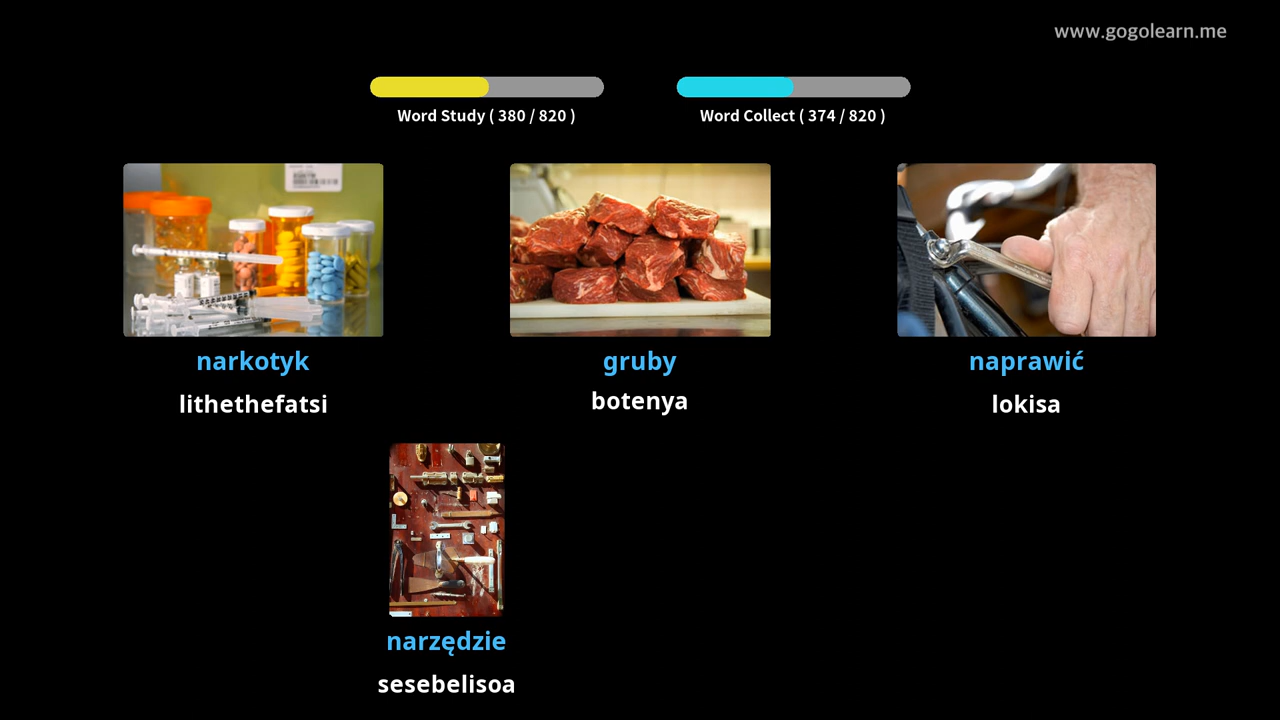 www.gogolearn.me
Word Study ( 380 / 820 )
Word Collect ( 374 / 820 )
narkotyk
lithethefatsi
gruby
botenya
naprawić
lokisa
narzędzie
sesebelisoa